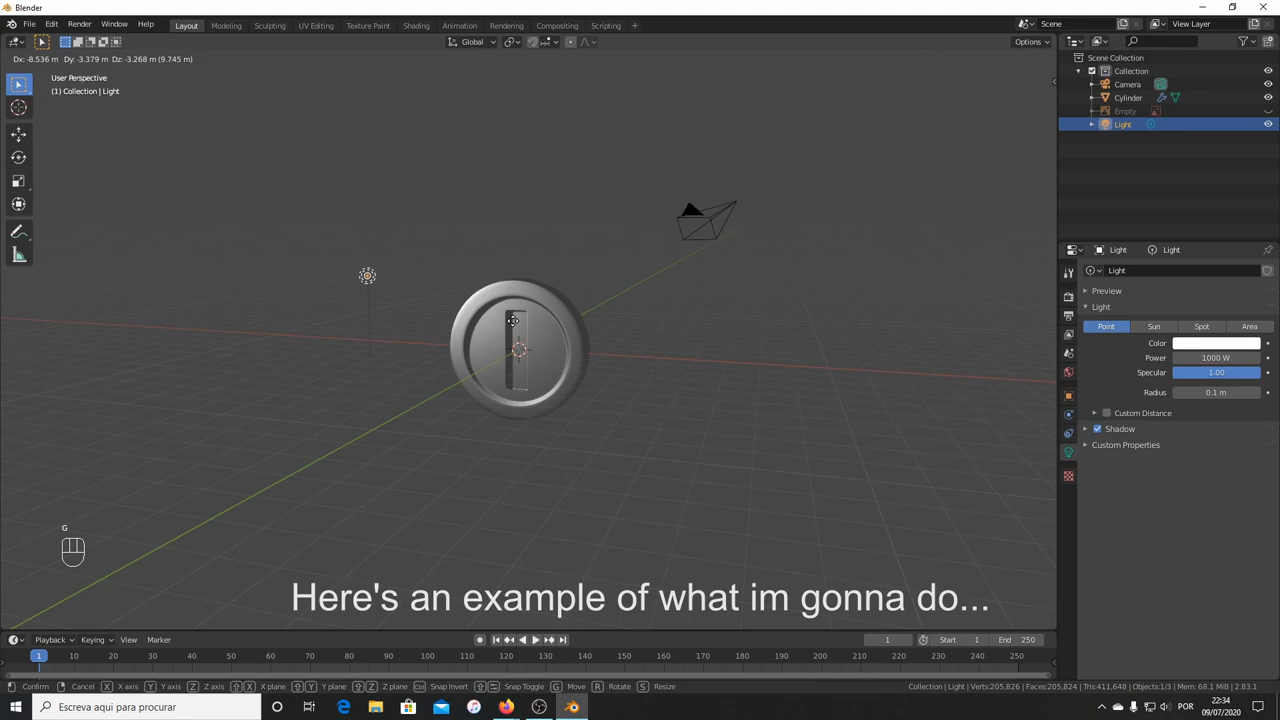 Blender
File Edit Render Window Help Layout Modeling Sculpting UV Editing Texture Paint Shading Animation Rendering Compositing Scripting + Scene View Layer
Global Options
Dx: -8.536 m Dy: -3.379 m Dz: -3.268 m (9.745 m)
User Perspective
(1) Collection | Light
Scene Collection
Collection
Camera
Cylinder
Empty
Light
Light Light
Light
Preview
Light
Point Sun Spot Area
Color
Power 1000 W
Specular 1.00
Radius 0.1 m
Custom Distance
Shadow
Custom Properties
G
Here's an example of what im gonna do...
Playback Keying View Marker 1 Start 1 End 250
1 10 20 30 40 50 60 70 80 90 100 110 120 130 140 150 160 170 180 190 200 210 220 230 240 250
Confirm Cancel X X axis Y Y axis Z Z axis X X plane Y Y plane Z Z plane Ctrl Snap Invert Snap Toggle G Move R Rotate S Resize Collection | Light | Verts:205,826 | Faces:205,824 | Tris:411,648 | Objects:1/3 | Mem: 68.1 MiB | 2.83.1
Escreva aqui para procurar POR 22:34
09/07/2020